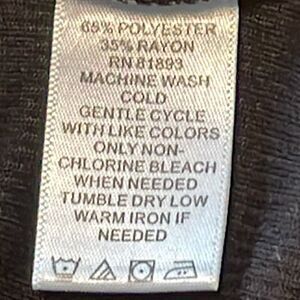 65% POLYESTER
35% RAYON
RN 81893
MACHINE WASH
COLD
GENTLE CYCLE
WITH LIKE COLORS
ONLY NON-
CHLORINE BLEACH
WHEN NEEDED
TUMBLE DRY LOW
WARM IRON IF
NEEDED